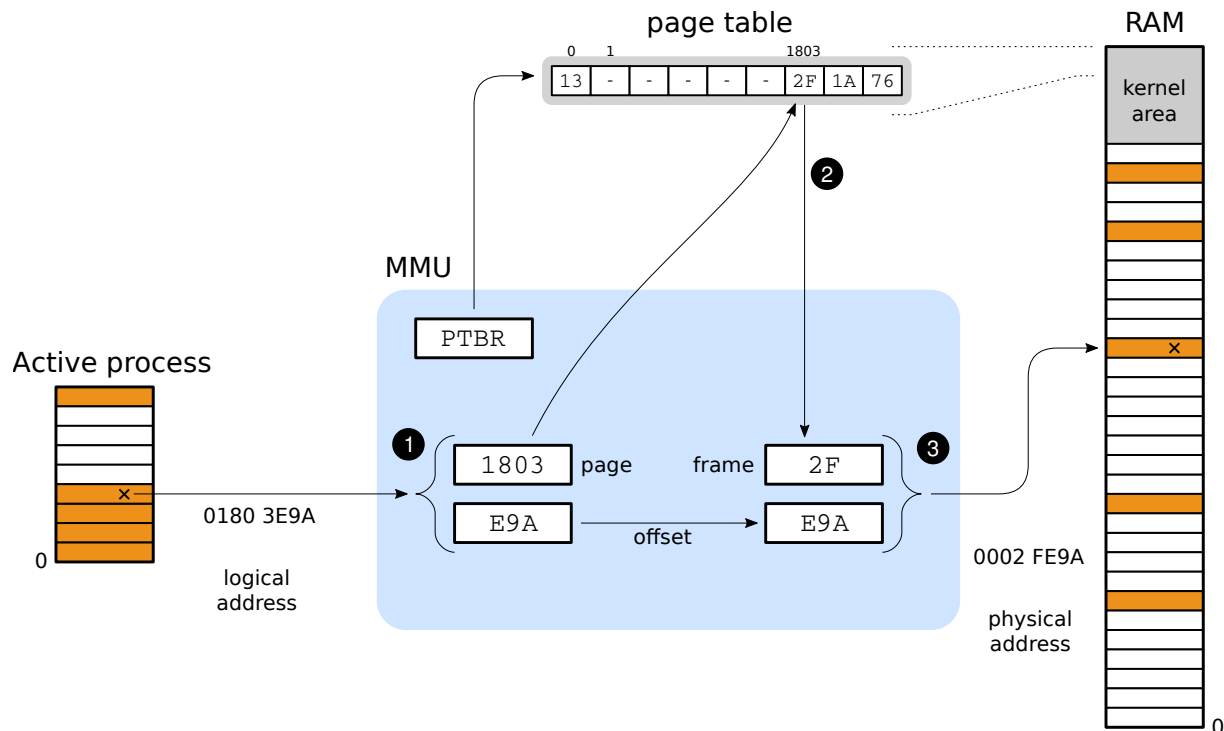 page table
RAM
0 1 1803
13 - - - - - 2F 1A 76
kernel
area
2
MMU
PTBR
Active process
1
1803 page
frame 2F
3
0180 3E9A
E9A
offset
E9A
0
logical
address
0002 FE9A
physical
address
0